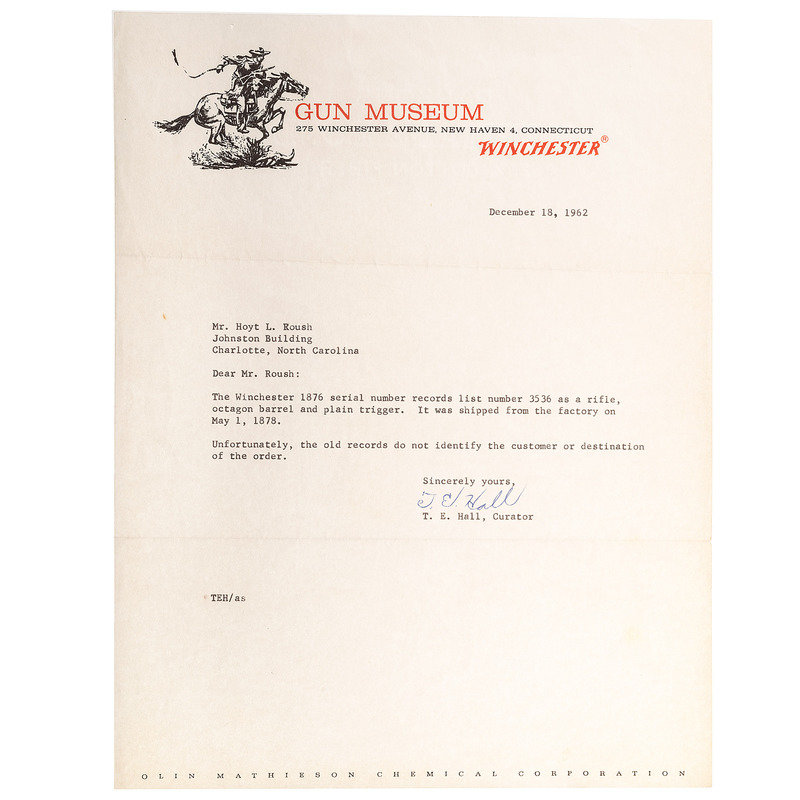 GUN MUSEUM
275 WINCHESTER AVENUE, NEW HAVEN 4, CONNECTICUT
WINCHESTER®
December 18, 1962
Mr. Hoyt L. Roush
Johnston Building
Charlotte, North Carolina
Dear Mr. Roush:
The Winchester 1876 serial number records list number 3536 as a rifle,
octagon barrel and plain trigger. It was shipped from the factory on
May 1, 1878.
Unfortunately, the old records do not identify the customer or destination
of the order.
Sincerely yours,
T. E. Hall
T. E. Hall, Curator
TEH/as
OLIN MATHIESON CHEMICAL CORPORATION